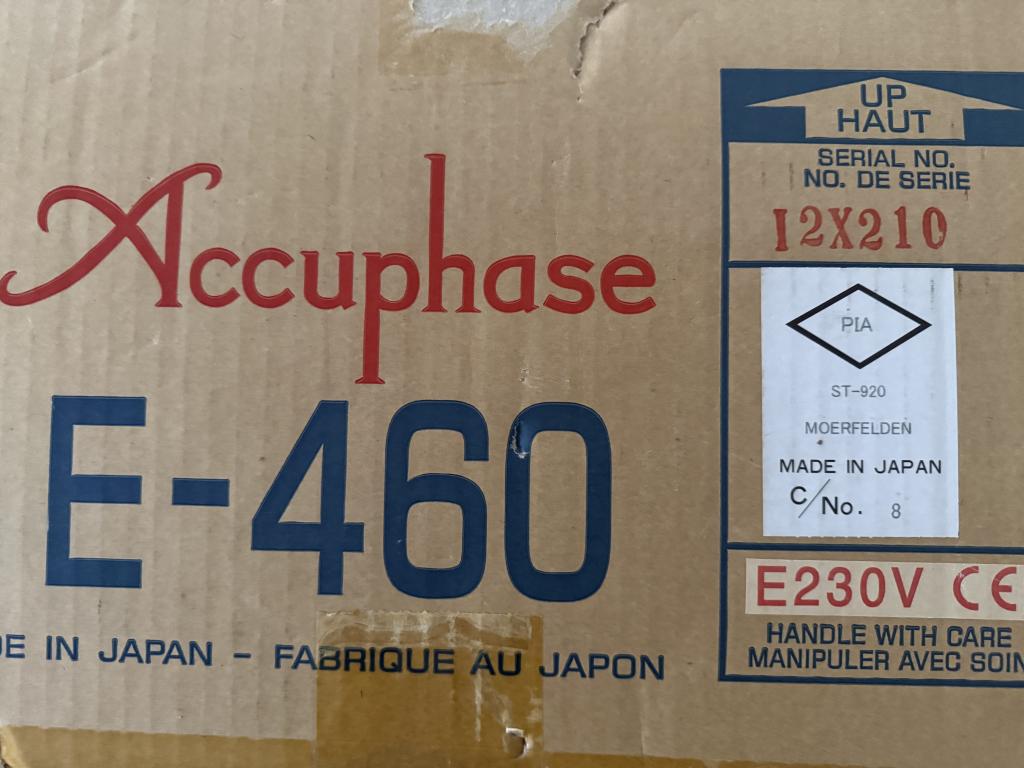 Accuphase
E-460
DE IN JAPAN - FABRIQUE AU JAPON
UP
HAUT
SERIAL NO.
NO. DE SERIE
I2X210
PIA
ST-920
MOERFELDEN
MADE IN JAPAN
C/No. 8
E230V CE
HANDLE WITH CARE
MANIPULER AVEC SOIN